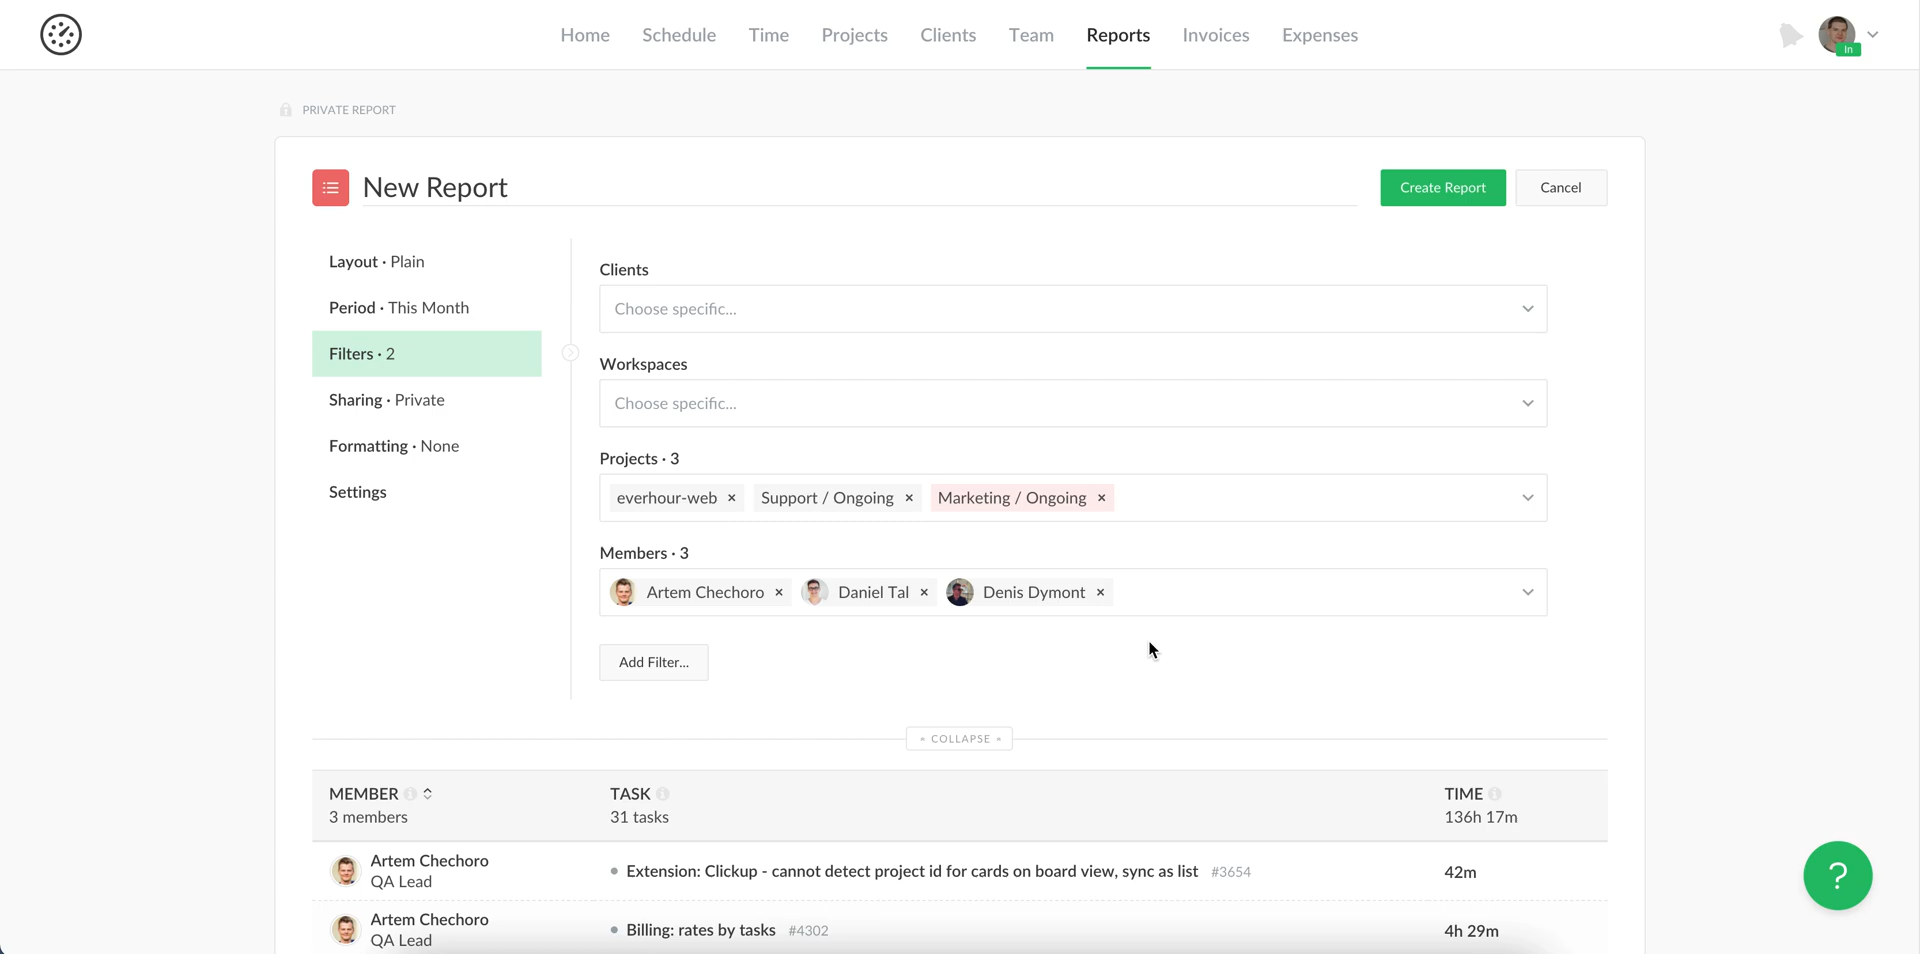 Home Schedule Time Projects Clients Team Reports Invoices Expenses
In
PRIVATE REPORT
New Report
Create Report
Cancel
Layout · Plain
Period · This Month
Filters · 2
Sharing · Private
Formatting · None
Settings
Clients
Choose specific...
Workspaces
Choose specific...
Projects · 3
everhour-web × Support / Ongoing × Marketing / Ongoing ×
Members · 3
Artem Chechoro × Daniel Tal × Denis Dymont ×
Add Filter...
COLLAPSE
MEMBER TASK TIME
3 members 31 tasks 136h 17m
Artem Chechoro
QA Lead
Extension: Clickup - cannot detect project id for cards on board view, sync as list #3654
42m
Artem Chechoro
QA Lead
Billing: rates by tasks #4302
4h 29m
?